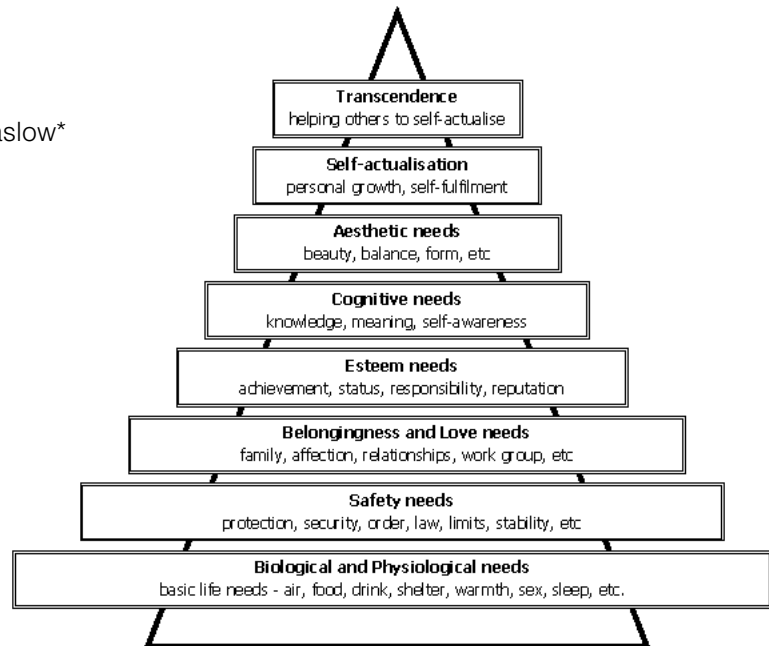 Transcendence
helping others to self-actualise
aslow*
Self-actualisation
personal growth, self-fulfilment
Aesthetic needs
beauty, balance, form, etc
Cognitive needs
knowledge, meaning, self-awareness
Esteem needs
achievement, status, responsibility, reputation
Belongingness and Love needs
family, affection, relationships, work group, etc
Safety needs
protection, security, order, law, limits, stability, etc
Biological and Physiological needs
basic life needs - air, food, drink, shelter, warmth, sex, sleep, etc.